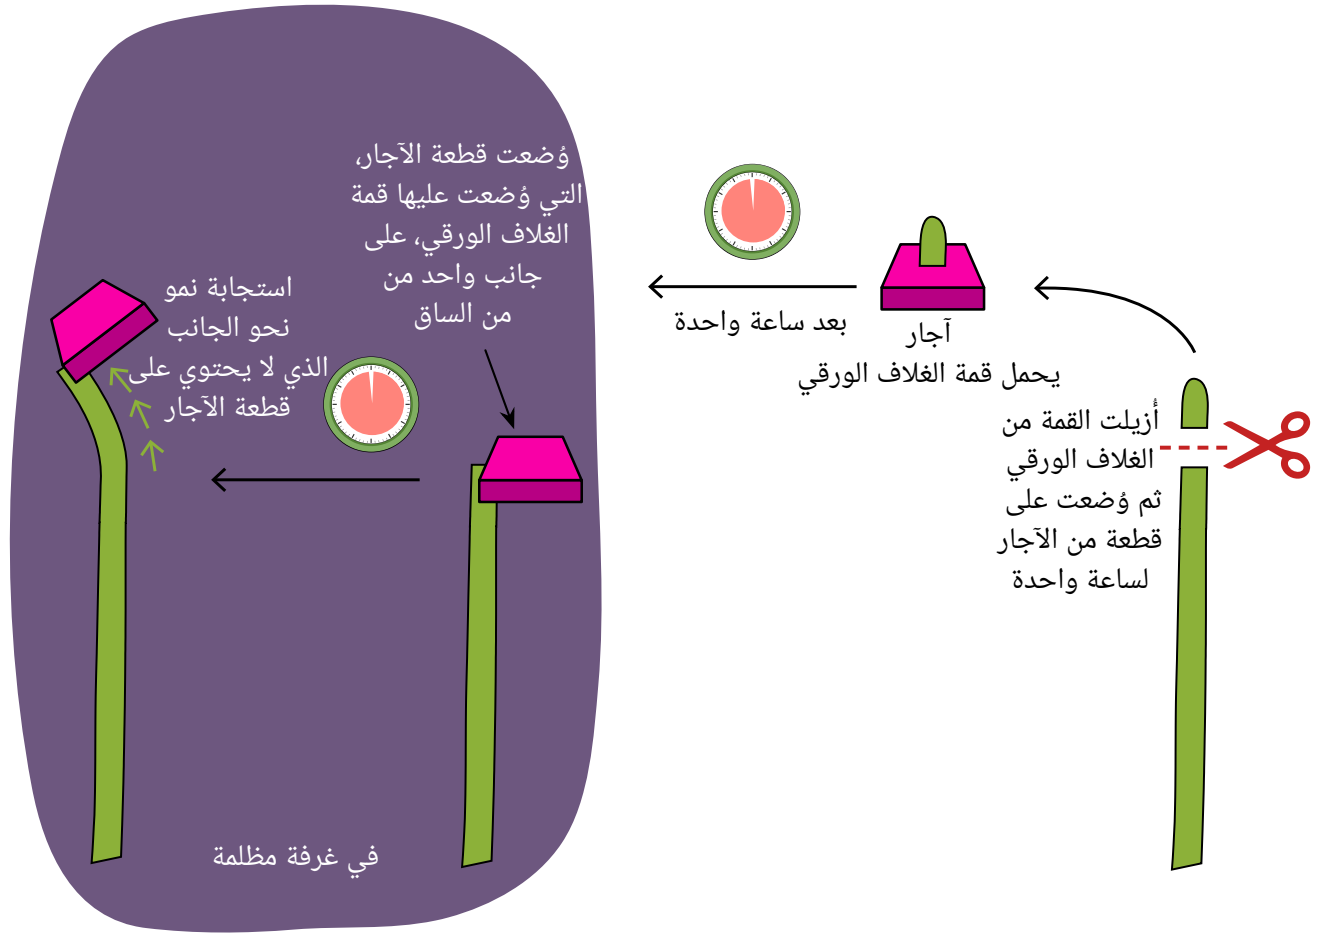 أُزيلت القمة من
الغلاف الورقي
ثم وُضعت على
قطعة من الآجار
لساعة واحدة
آجار
يحمل قمة الغلاف الورقي
بعد ساعة واحدة
وُضعت قطعة الآجار،
التي وُضعت عليها قمة
الغلاف الورقي، على
جانب واحد من
من الساق
استجابة نمو
نحو الجانب
الذي لا يحتوي على
قطعة الآجار
في غرفة مظلمة